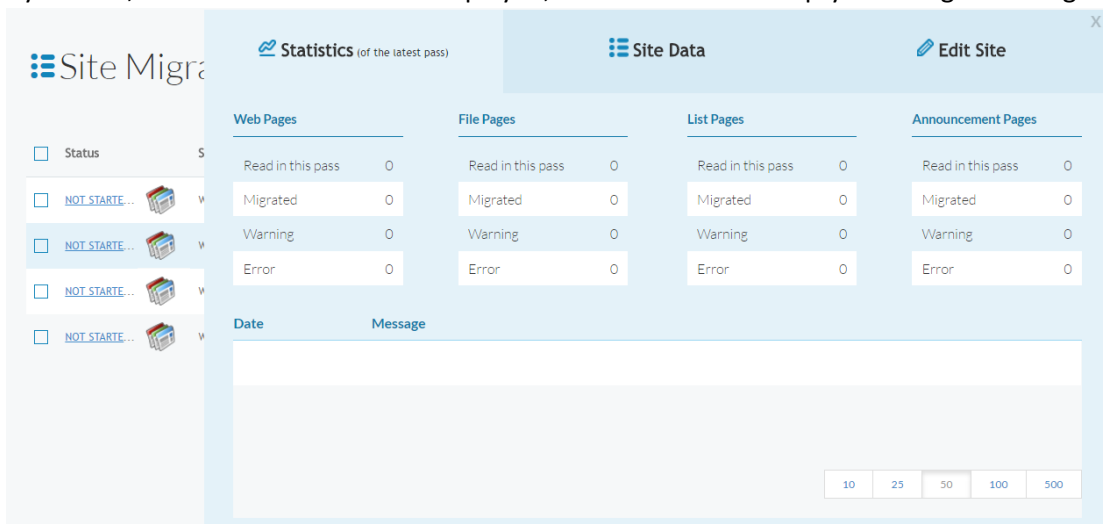 X
Site Migra
Statistics (of the latest pass)
Site Data
Edit Site
Status S
NOT STARTE...
NOT STARTE...
NOT STARTE...
NOT STARTE...
Web Pages
Read in this pass 0
Migrated 0
Warning 0
Error 0
File Pages
Read in this pass 0
Migrated 0
Warning 0
Error 0
List Pages
Read in this pass 0
Migrated 0
Warning 0
Error 0
Announcement Pages
Read in this pass 0
Migrated 0
Warning 0
Error 0
Date Message
10 25 50 100 500